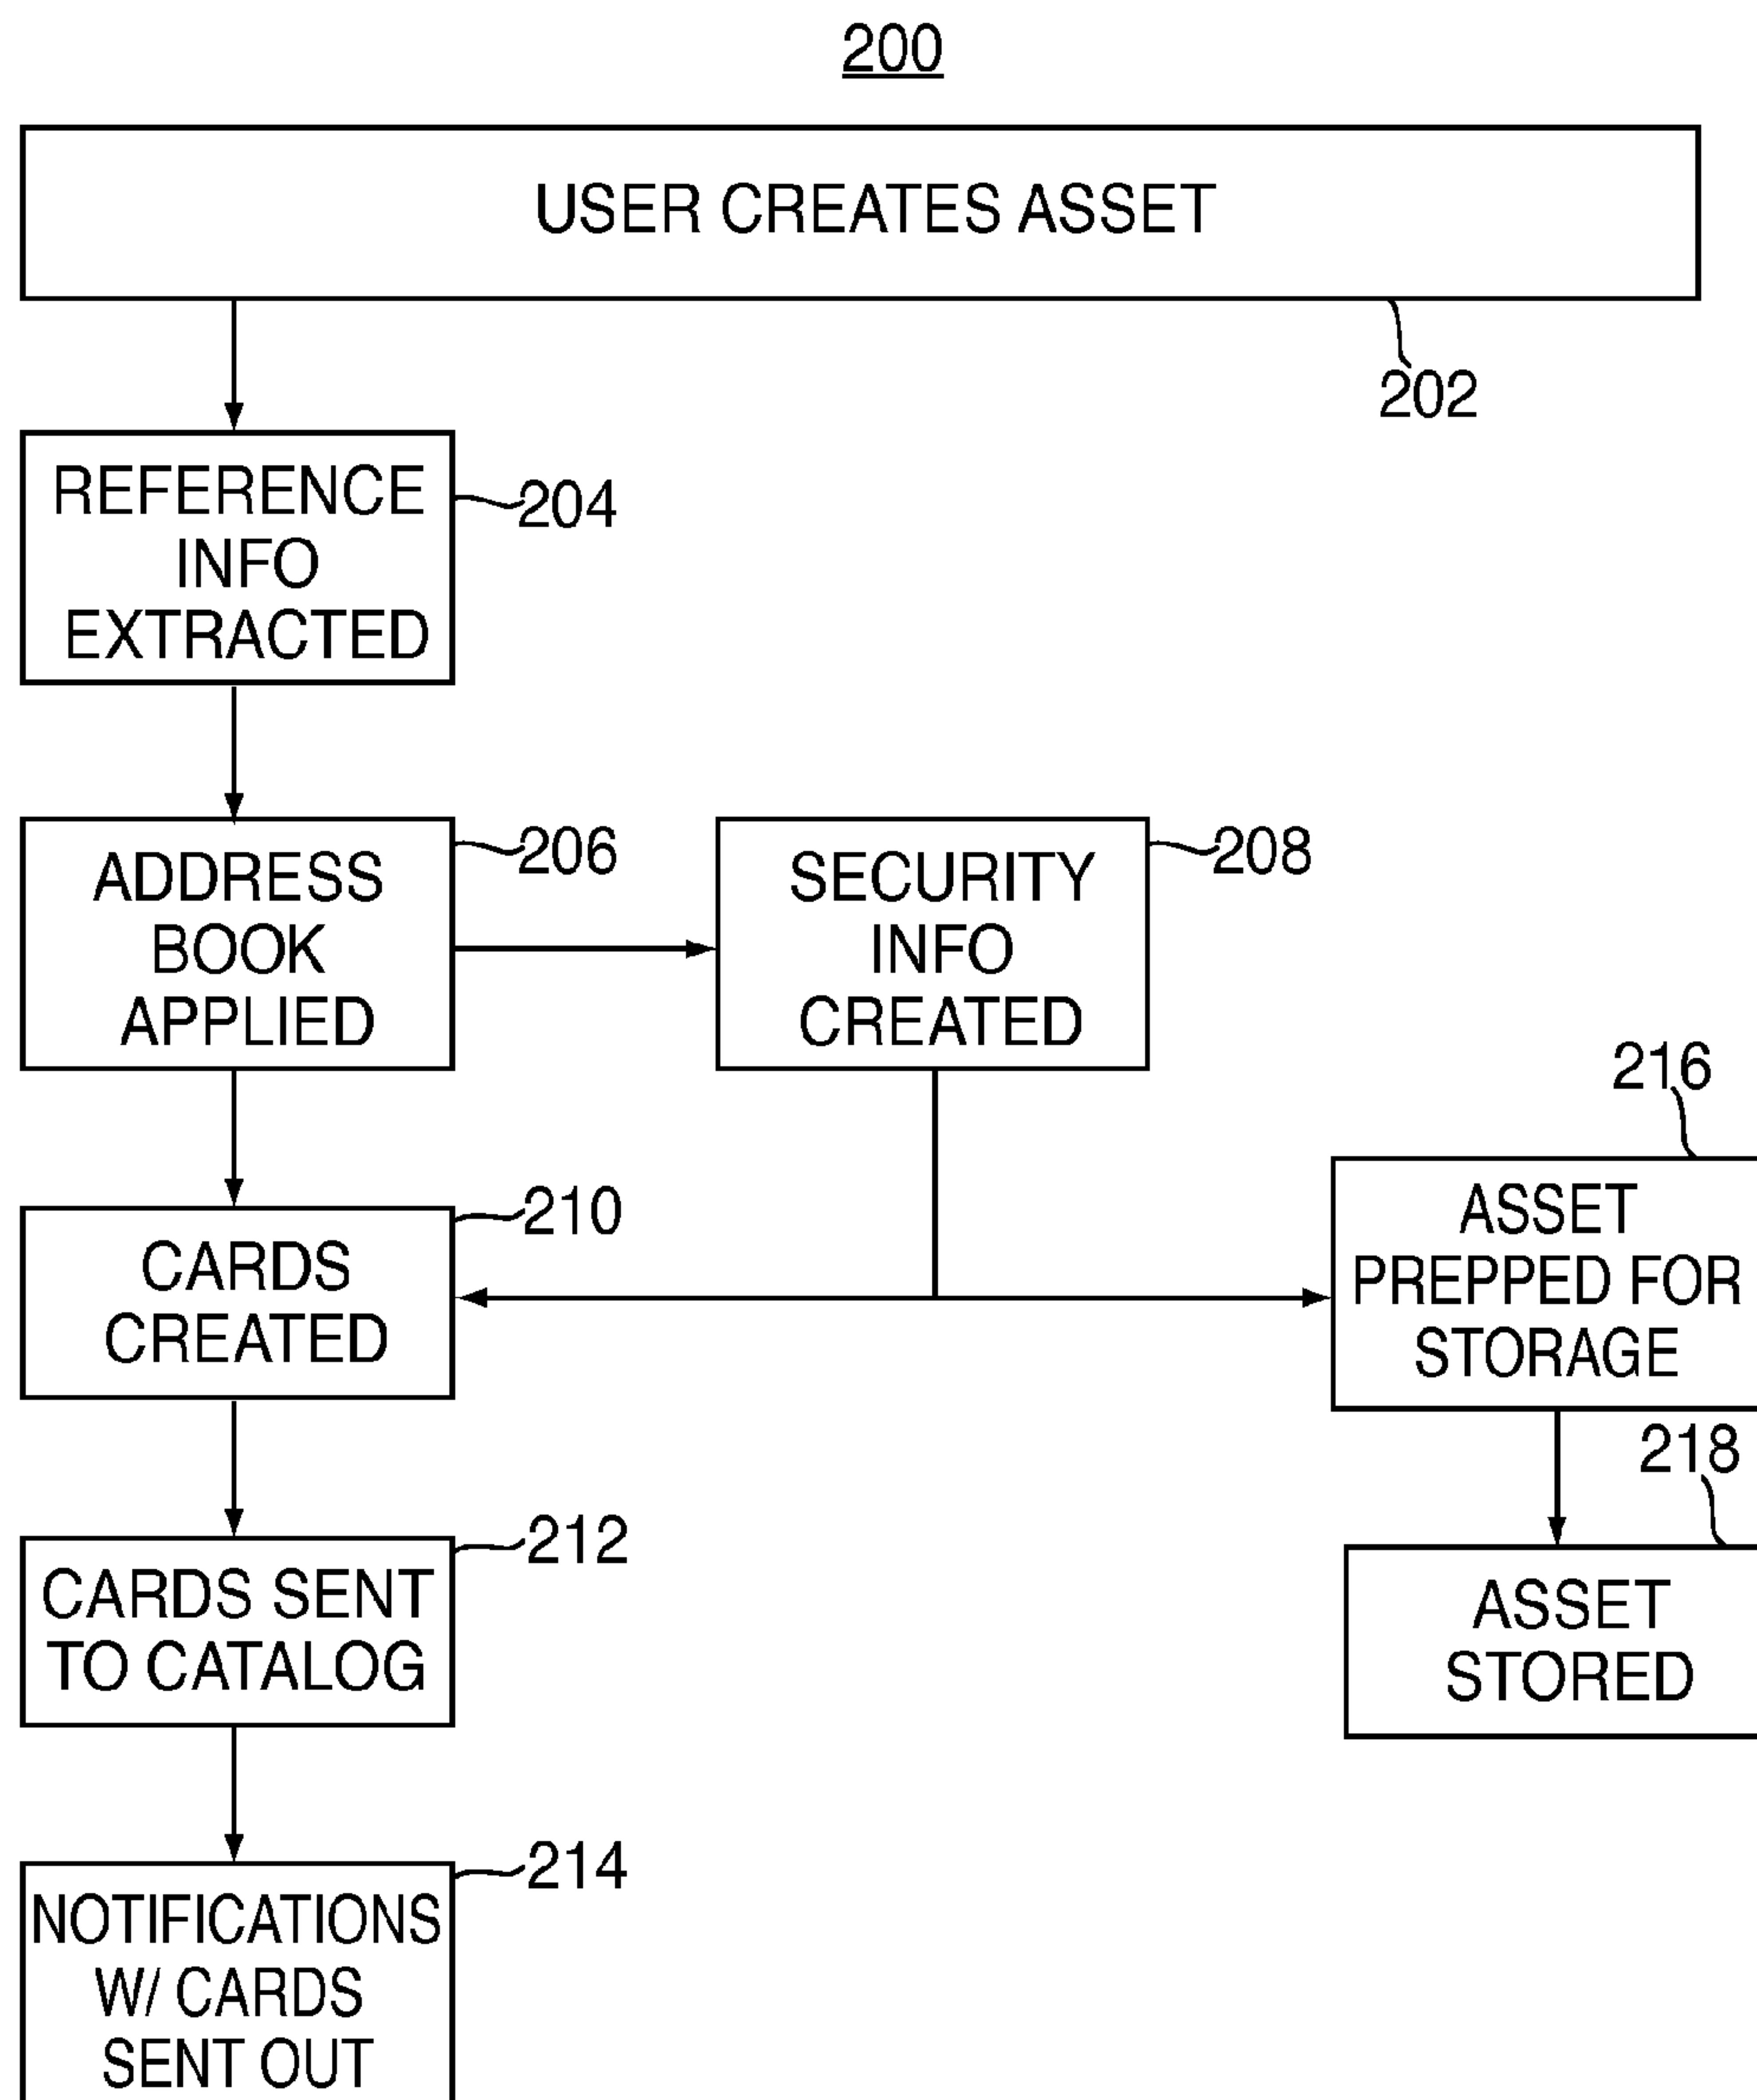 200
USER CREATES ASSET
202
REFERENCE
INFO
EXTRACTED
204
ADDRESS
BOOK
APPLIED
206
SECURITY
INFO
CREATED
208
CARDS
CREATED
210
216
ASSET
PREPPED FOR
STORAGE
218
ASSET
STORED
CARDS SENT
TO CATALOG
212
NOTIFICATIONS
W/ CARDS
SENT OUT
214